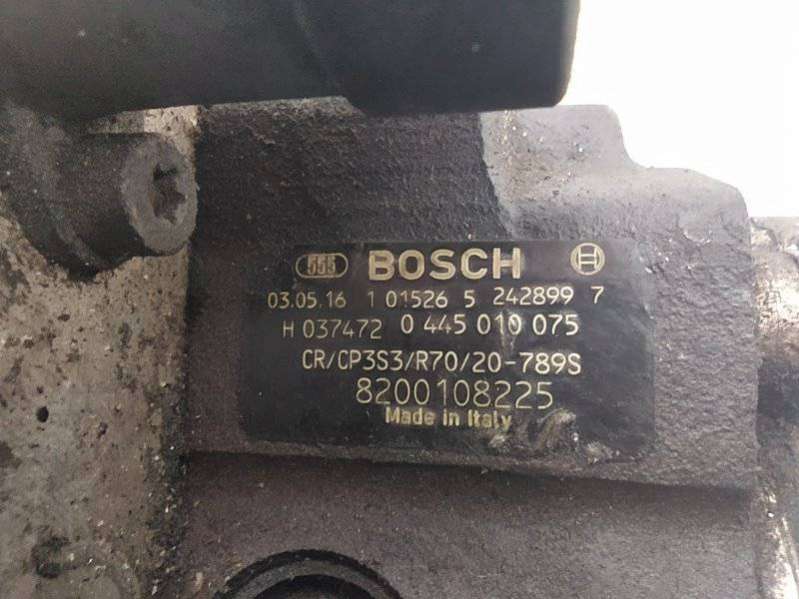 555 BOSCH
03.05.16 1 01526 5 242899 7
H 037472 0 445 010 075
CR/CP3S3/R70/20-789S
8200108225
Made in Italy